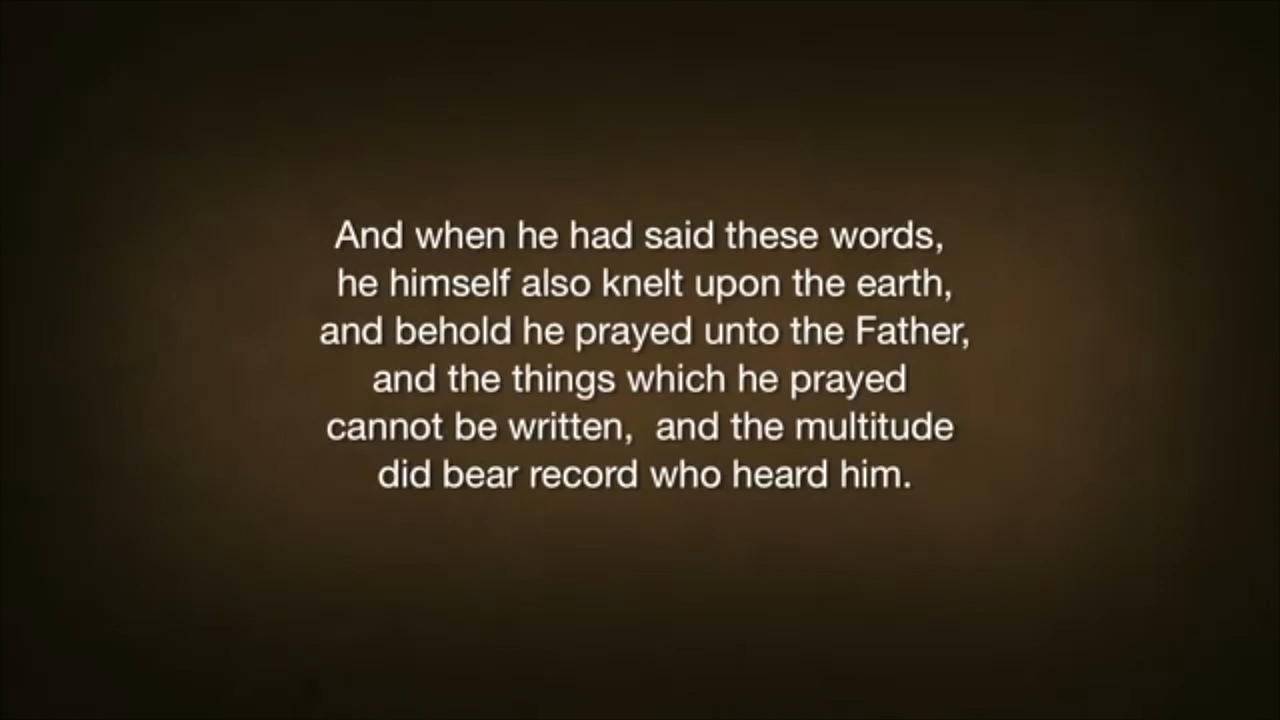 And when he had said these words,
he himself also knelt upon the earth,
and behold he prayed unto the Father,
and the things which he prayed
cannot be written,  and the multitude
did bear record who heard him.